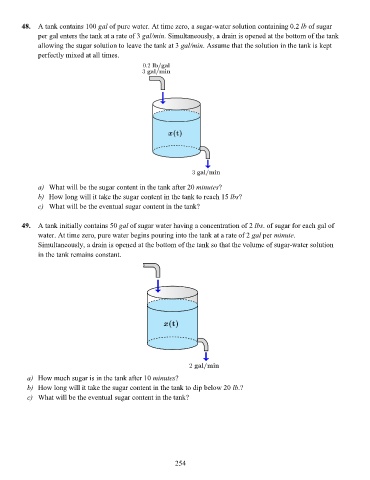 48. A tank contains 100 gal of pure water. At time zero, a sugar-water solution containing 0.2 lb of sugar
per gal enters the tank at a rate of 3 gal/min. Simultaneously, a drain is opened at the bottom of the tank
allowing the sugar solution to leave the tank at 3 gal/min. Assume that the solution in the tank is kept
perfectly mixed at all times.
0.2 lb/gal
3 gal/min
x(t)
3 gal/min
a) What will be the sugar content in the tank after 20 minutes?
b) How long will it take the sugar content in the tank to reach 15 lbs?
c) What will be the eventual sugar content in the tank?
49. A tank initially contains 50 gal of sugar water having a concentration of 2 lbs. of sugar for each gal of
water. At time zero, pure water begins pouring into the tank at a rate of 2 gal per minute.
Simultaneously, a drain is opened at the bottom of the tank so that the volume of sugar-water solution
in the tank remains constant.
x(t)
2 gal/min
a) How much sugar is in the tank after 10 minutes?
b) How long will it take the sugar content in the tank to dip below 20 lb.?
c) What will be the eventual sugar content in the tank?
254